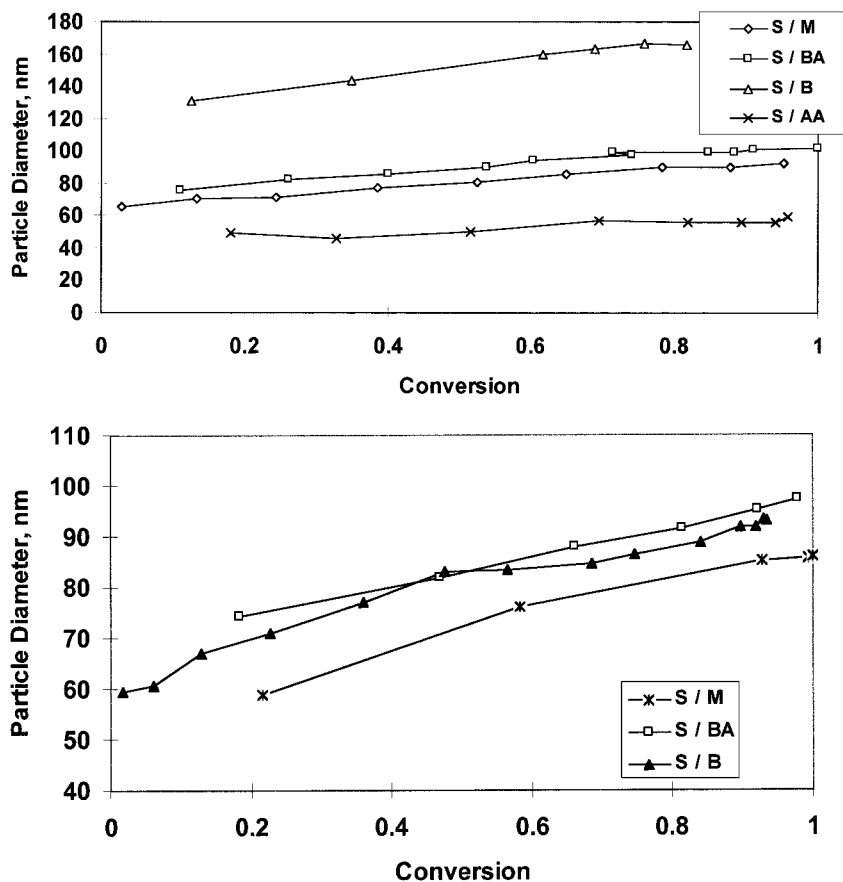 180
160
140
120
100
80
60
40
20
0
Particle Diameter, nm
0 0.2 0.4 0.6 0.8 1
Conversion
S / M
S / BA
S / B
S / AA
110
100
90
80
70
60
50
40
Particle Diameter, nm
0 0.2 0.4 0.6 0.8 1
Conversion
S / M
S / BA
S / B